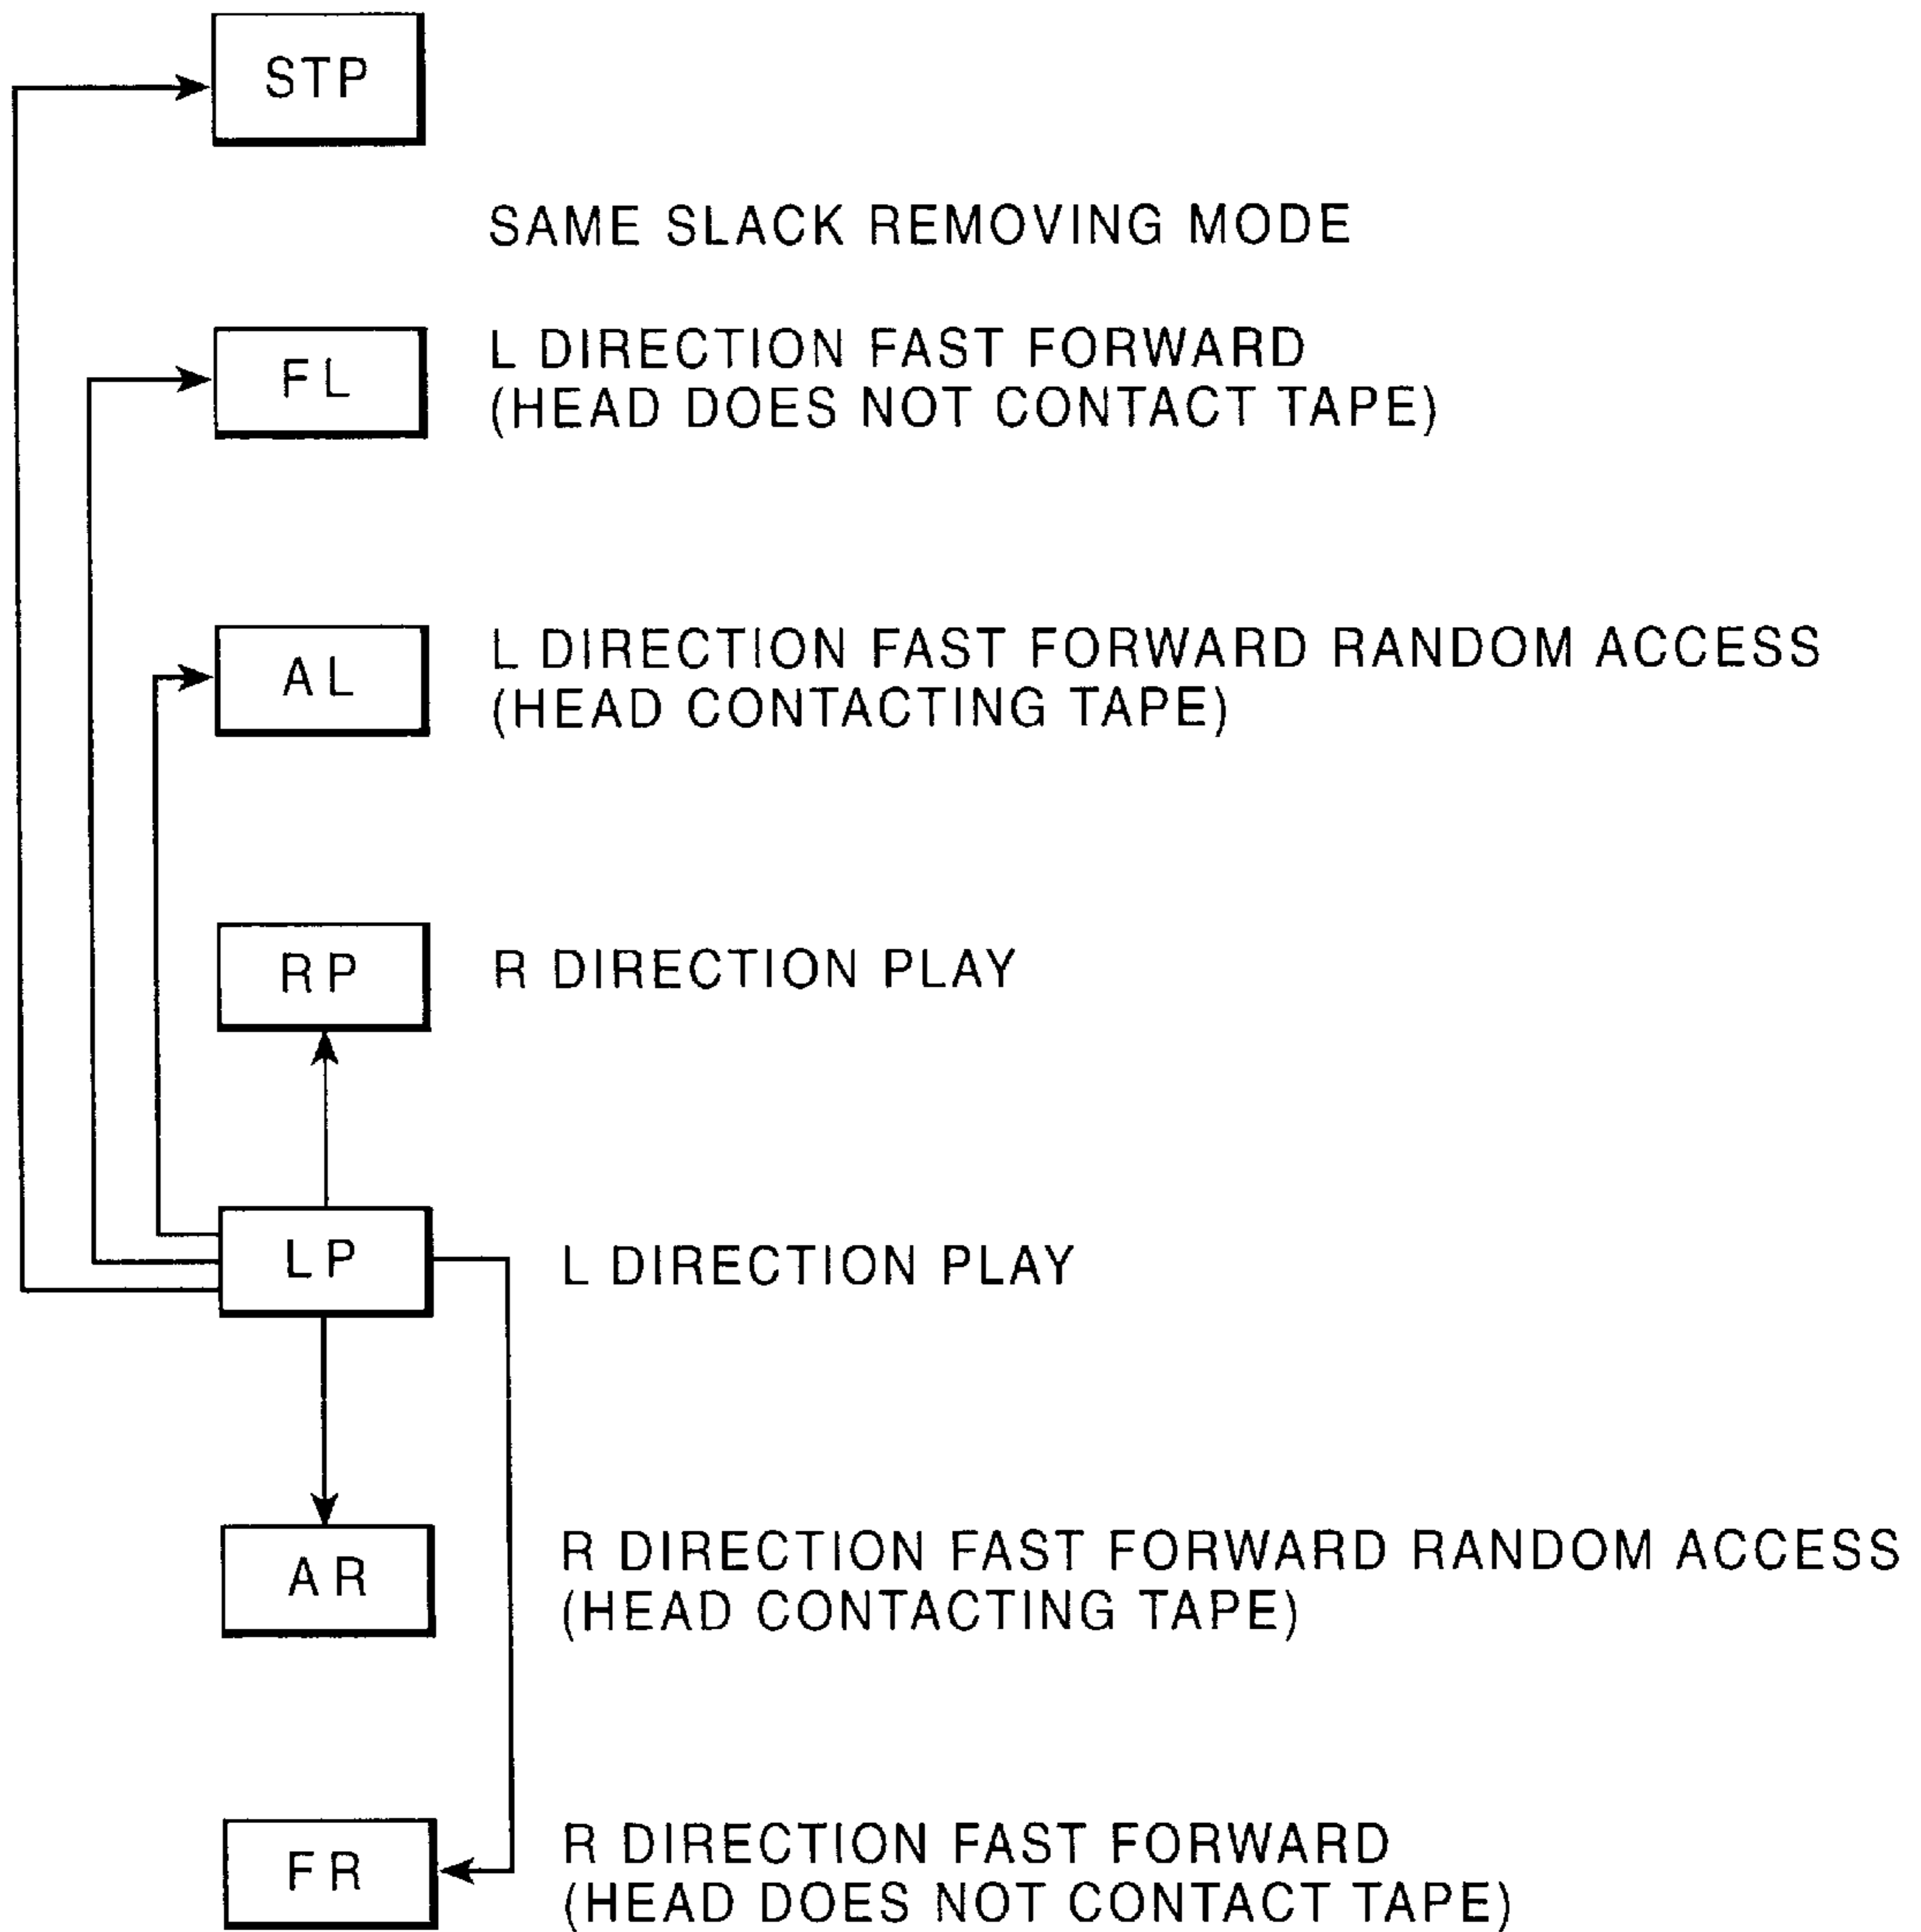 STP
SAME SLACK REMOVING MODE
FL
L DIRECTION FAST FORWARD
(HEAD DOES NOT CONTACT TAPE)
AL
L DIRECTION FAST FORWARD RANDOM ACCESS
(HEAD CONTACTING TAPE)
RP
R DIRECTION PLAY
LP
L DIRECTION PLAY
AR
R DIRECTION FAST FORWARD RANDOM ACCESS
(HEAD CONTACTING TAPE)
FR
R DIRECTION FAST FORWARD
(HEAD DOES NOT CONTACT TAPE)